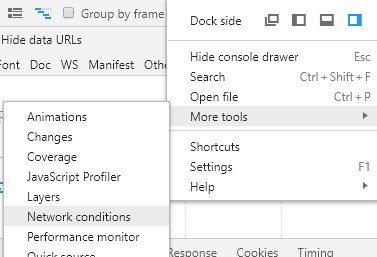 Group by frame
Hide data URLs
Font Doc WS Manifest
Dock side
Hide console drawer Esc
Search Ctrl + Shift + F
Open file Ctrl + P
More tools
Shortcuts
Settings F1
Help
Animations
Changes
Coverage
JavaScript Profiler
Layers
Network conditions
Performance monitor
Quick source
Response Cookies Timing